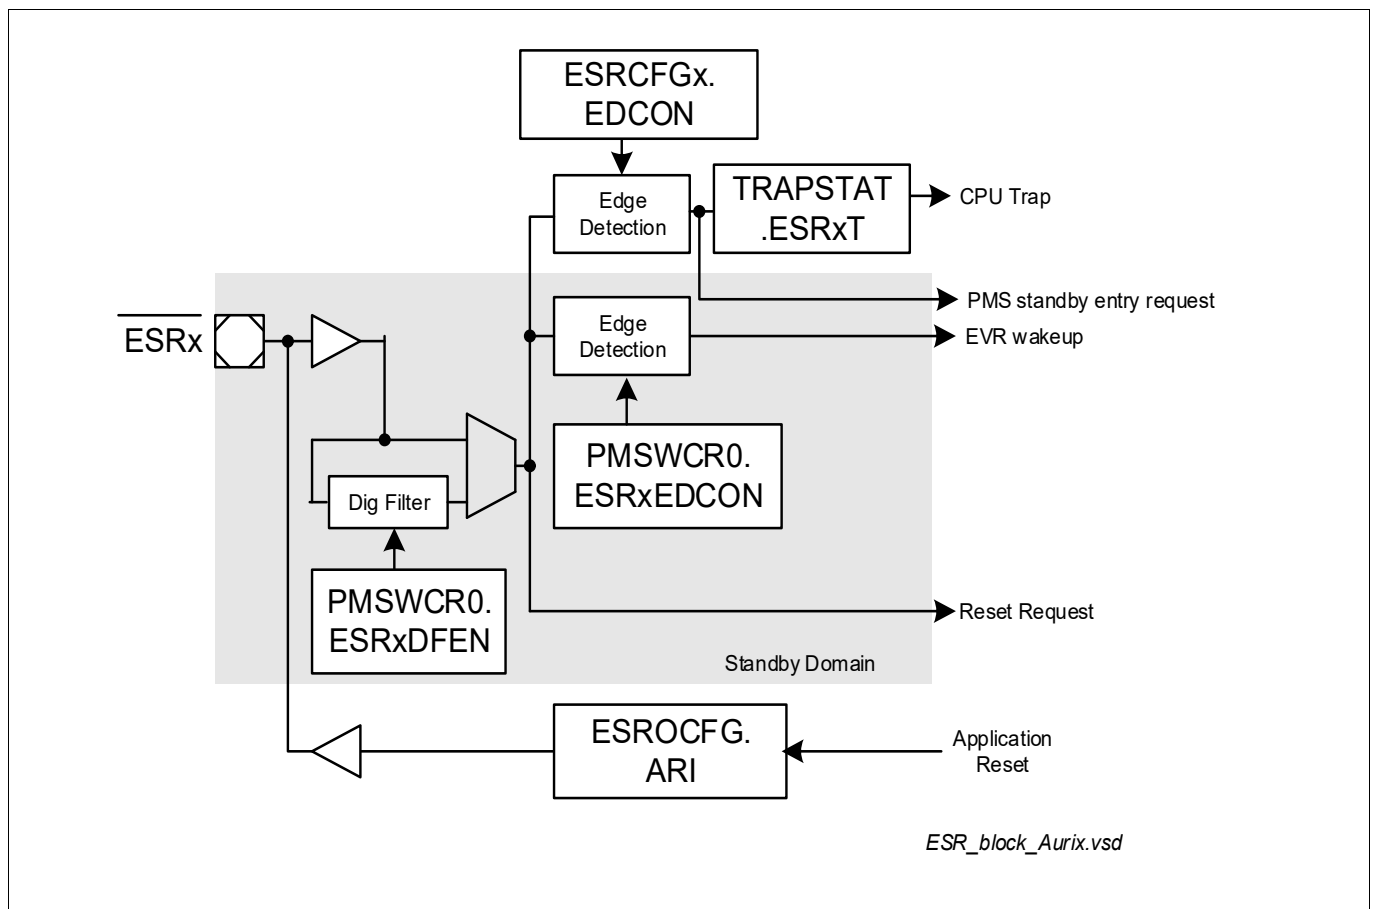 ESRCFGx.
EDCON
Edge
Detection
TRAPSTAT
.ESRxT
CPU Trap
PMS standby entry request
ESRx
Edge
Detection
EVR wakeup
PMSWCR0.
ESRxEDCON
Dig Filter
PMSWCR0.
ESRxDFEN
Reset Request
Standby Domain
ESROCFG.
ARI
Application
Reset
ESR_block_Aurix.vsd